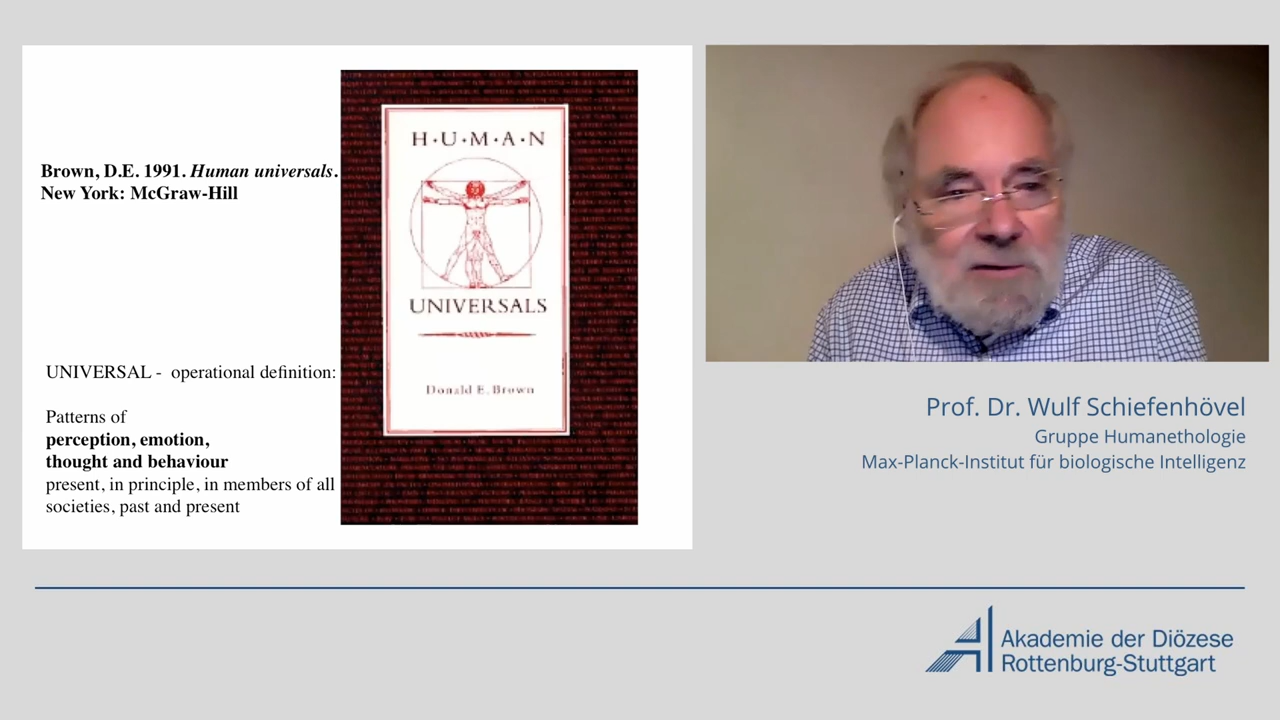 Brown, D.E. 1991. Human universals.
New York: McGraw-Hill
UNIVERSAL - operational definition:
Patterns of
perception, emotion,
thought and behaviour
present, in principle, in members of all
societies, past and present
H·U·M·A·N
UNIVERSALS
Donald E. Brown
Prof. Dr. Wulf Schiefenhövel
Gruppe Humanethologie
Max-Planck-Institut für biologische Intelligenz
Akademie der Diözese
Rottenburg-Stuttgart